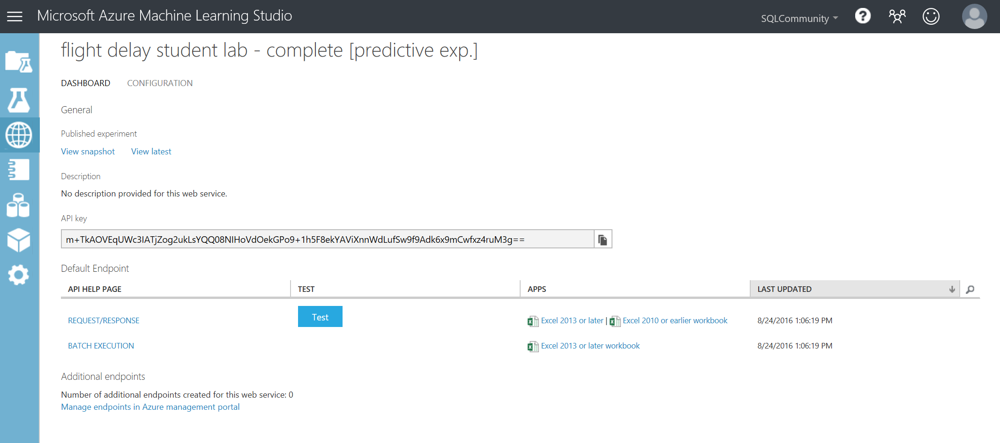 Microsoft Azure Machine Learning Studio
SQLCommunity
flight delay student lab - complete [predictive exp.]
DASHBOARD CONFIGURATION
General
Published experiment
View snapshot View latest
Description
No description provided for this web service.
API key
m+TkAOVEqUWc3IATjZog2ukLsYQQ08NIHoVdOekGPo9+1h5F8ekYAViXnnWdLufSw9f9Adk6x9mCwfxz4ruM3g==
Default Endpoint
API HELP PAGE TEST APPS LAST UPDATED
REQUEST/RESPONSE Test Excel 2013 or later | Excel 2010 or earlier workbook 8/24/2016 1:06:19 PM
BATCH EXECUTION Excel 2013 or later workbook 8/24/2016 1:06:19 PM
Additional endpoints
Number of additional endpoints created for this web service: 0
Manage endpoints in Azure management portal